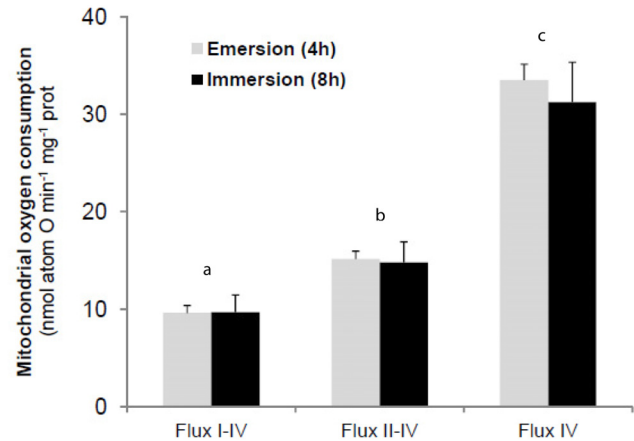 Mitochondrial oxygen consumption
(nmol atom O min-1 mg-1 prot
40
30
20
10
0
Emersion (4h)
Immersion (8h)
a
b
c
Flux I-IV
Flux II-IV
Flux IV